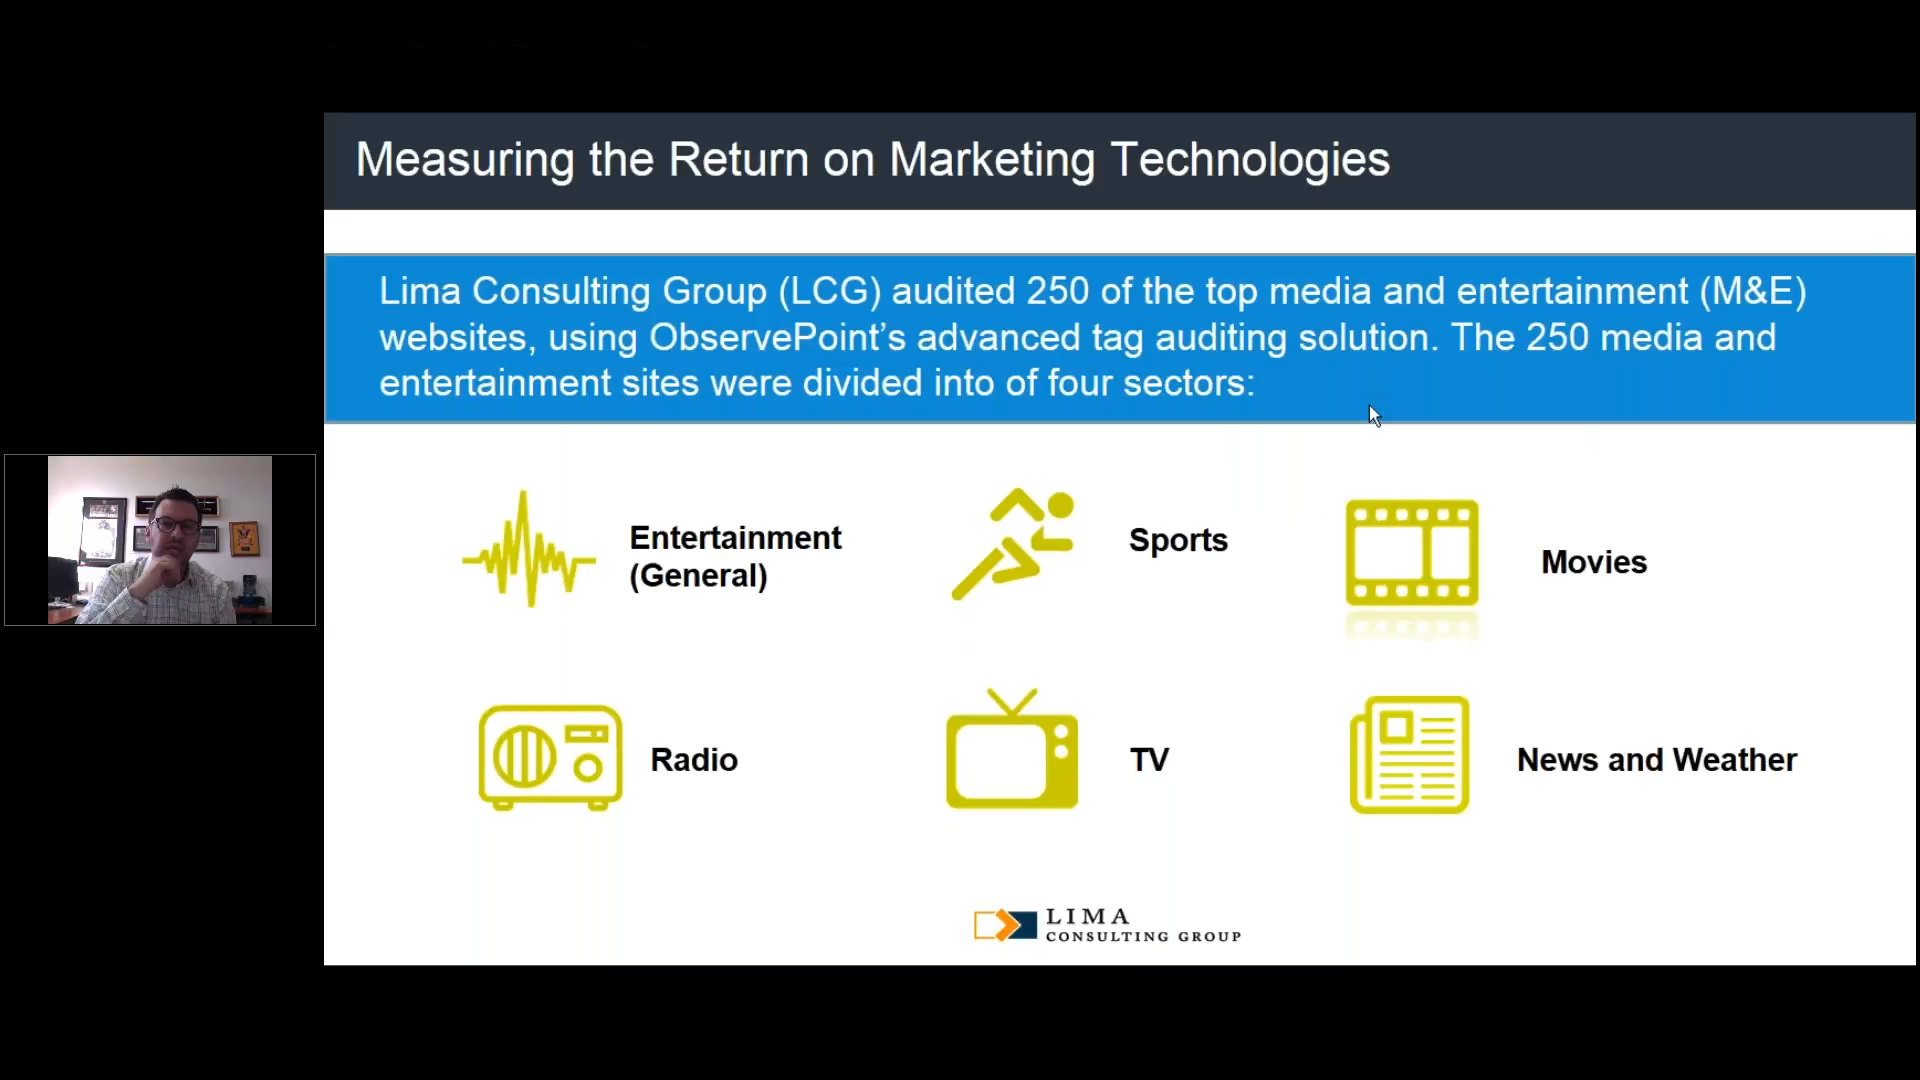 Measuring the Return on Marketing Technologies
Lima Consulting Group (LCG) audited 250 of the top media and entertainment (M&E)
websites, using ObservePoint’s advanced tag auditing solution. The 250 media and
entertainment sites were divided into of four sectors:
Entertainment
(General)
Sports
Movies
Radio
TV
News and Weather
LIMA
CONSULTING GROUP